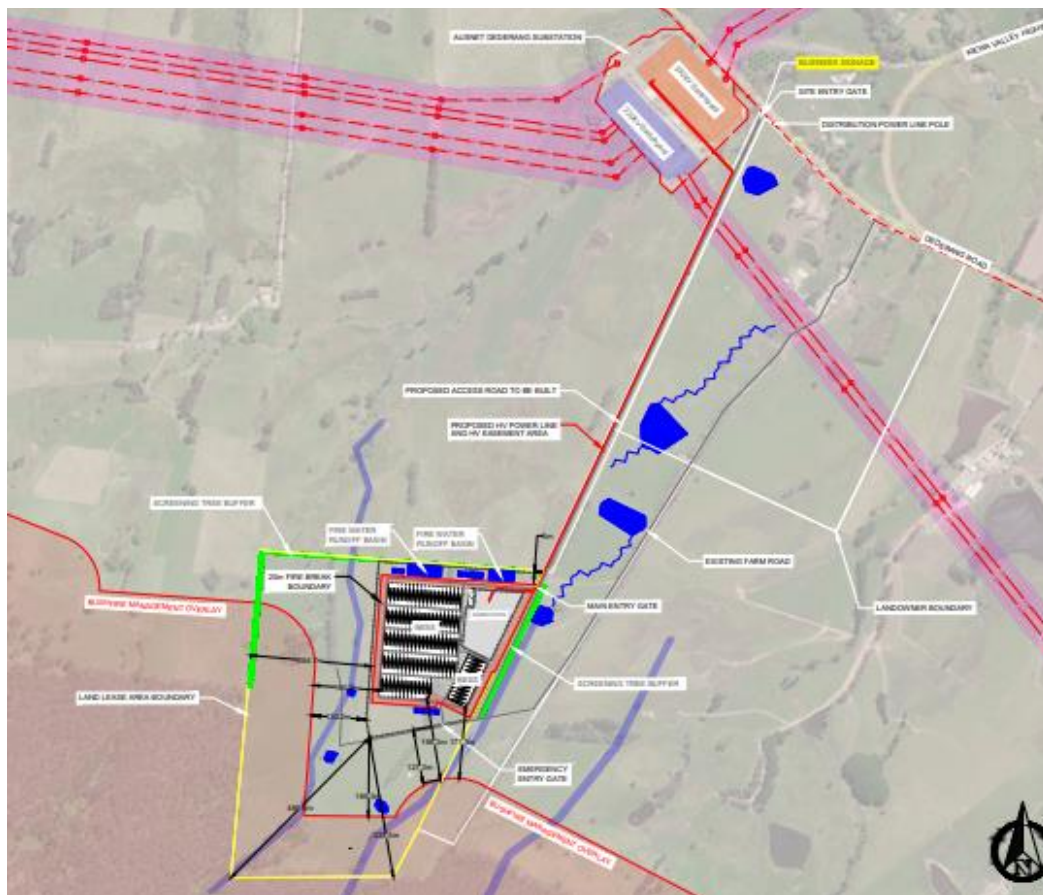 AUSNET DEDERANG SUBSTATION
KIEWA VALLEY HIGHWAY
BUSINESS SIGNAGE
SITE ENTRY GATE
DISTRIBUTION POWER LINE POLE
DEDERANG ROAD
PROPOSED ACCESS ROAD TO BE BUILT
PROPOSED HV POWER LINE
AND HV EASEMENT AREA
SCREENING TREE BUFFER
FIRE WATER
RUNOFF BASIN
FIRE WATER
RUNOFF BASIN
EXISTING FARM ROAD
20m FIRE BREAK
BOUNDARY
MAIN ENTRY GATE
LANDOWNER BOUNDARY
BUSHFIRE MANAGEMENT OVERLAY
BESS
BESS
SCREENING TREE BUFFER
LAND LEASE AREA BOUNDARY
EMERGENCY
ENTRY GATE
BUSHFIRE MANAGEMENT OVERLAY
N